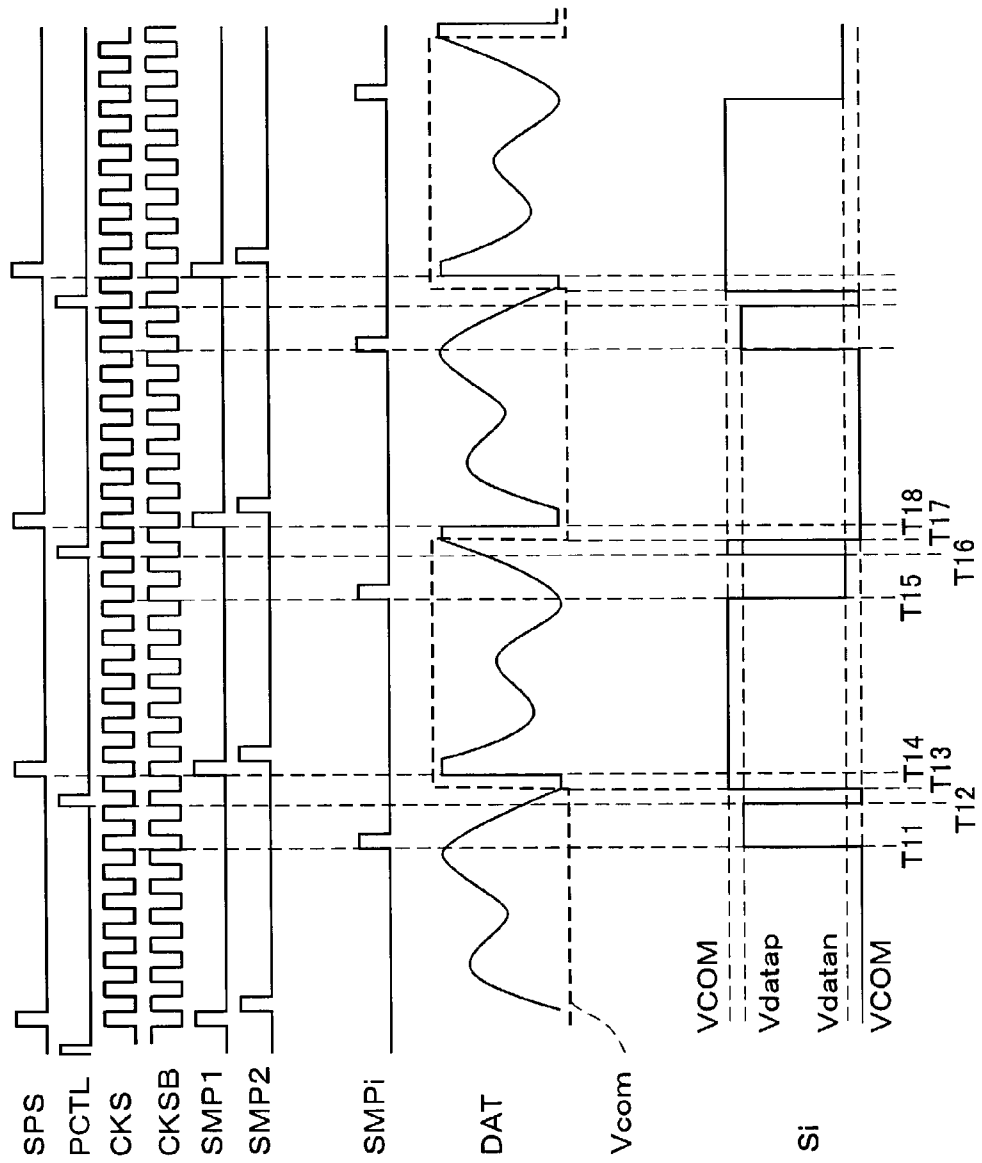 SPS
PCTL
CKS
CKSB
SMP1
SMP2
SMPi
DAT
Vcom
Si
VCOM
Vdatap
Vdatan
VCOM
T11
T12
T13
T14
T15
T16
T17
T18